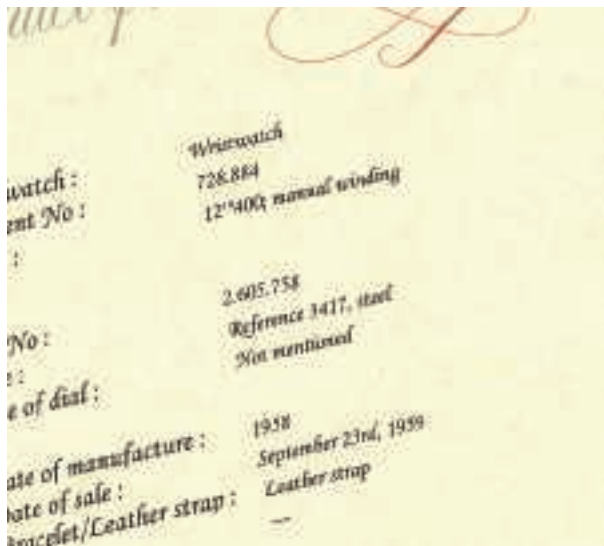 Wristwatch
watch : 728.884
ent No : 12'''400; manual winding
:
2.605.758
No : Reference 3417, steel
: Not mentioned
e of dial :
1958
ate of manufacture : September 23rd, 1959
ate of sale : Leather strap
racelet/Leather strap : ---